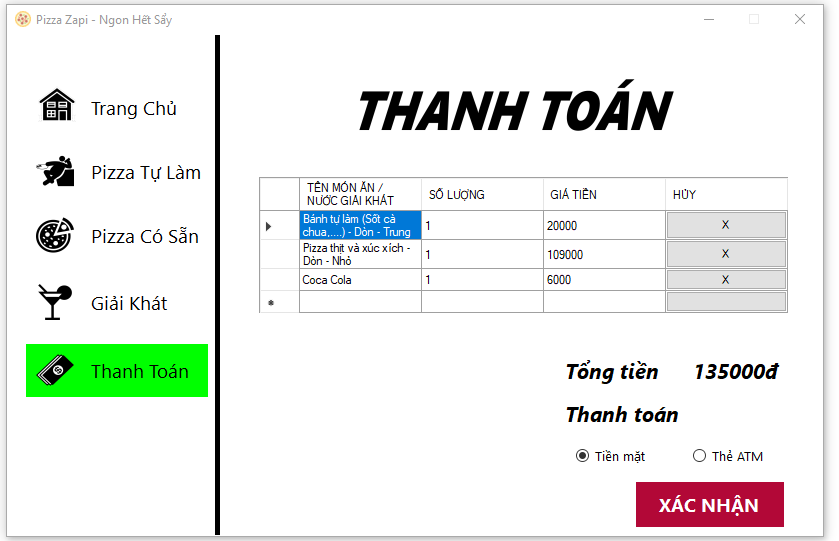 Pizza Zapi - Ngon Hết Sẩy
Trang Chủ
Pizza Tự Làm
Pizza Có Sẵn
Giải Khát
Thanh Toán
THANH TOÁN
TÊN MÓN ĂN /
NƯỚC GIẢI KHÁT
SỐ LƯỢNG
GIÁ TIỀN
HỦY
Bánh tự làm (Sốt cà
chua,....) - Dòn - Trung
1
20000
X
Pizza thịt và xúc xích -
Dòn - Nhỏ
1
109000
X
Coca Cola
1
6000
X
Tổng tiền 135000đ
Thanh toán
Tiền mặt
Thẻ ATM
XÁC NHẬN